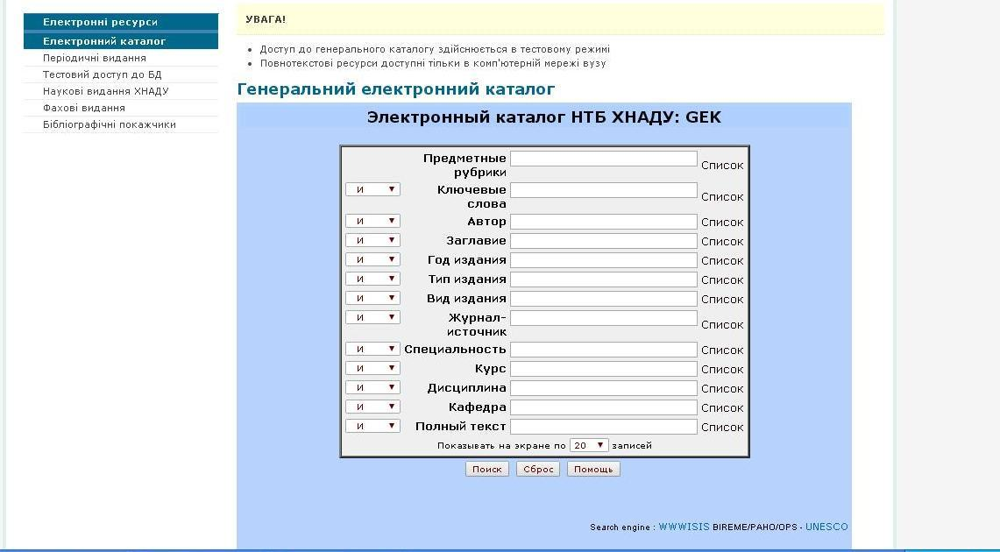 Електронні ресурси
Електронний каталог
Періодичні видання
Тестовий доступ до БД
Наукові видання ХНАДУ
Фахові видання
Бібліографічні покажчики
УВАГА!
Доступ до генерального каталогу здійснюється в тестовому режимі
Повнотекстові ресурси доступні тільки в комп'ютерній мережі вузу
Генеральний електронний каталог
Электронный каталог НТБ ХНАДУ: GEK
Предметные
рубрики Список
и Ключевые
слова Список
и Автор Список
и Заглавие Список
и Год издания Список
и Тип издания Список
и Вид издания Список
и Журнал-
источник Список
и Специальность Список
и Курс Список
и Дисциплина Список
и Кафедра Список
и Полный текст Список
Показывать на экране по 20 записей
Поиск Сброс Помощь
Search engine : WWWISIS BIREME/PAHO/OPS - UNESCO